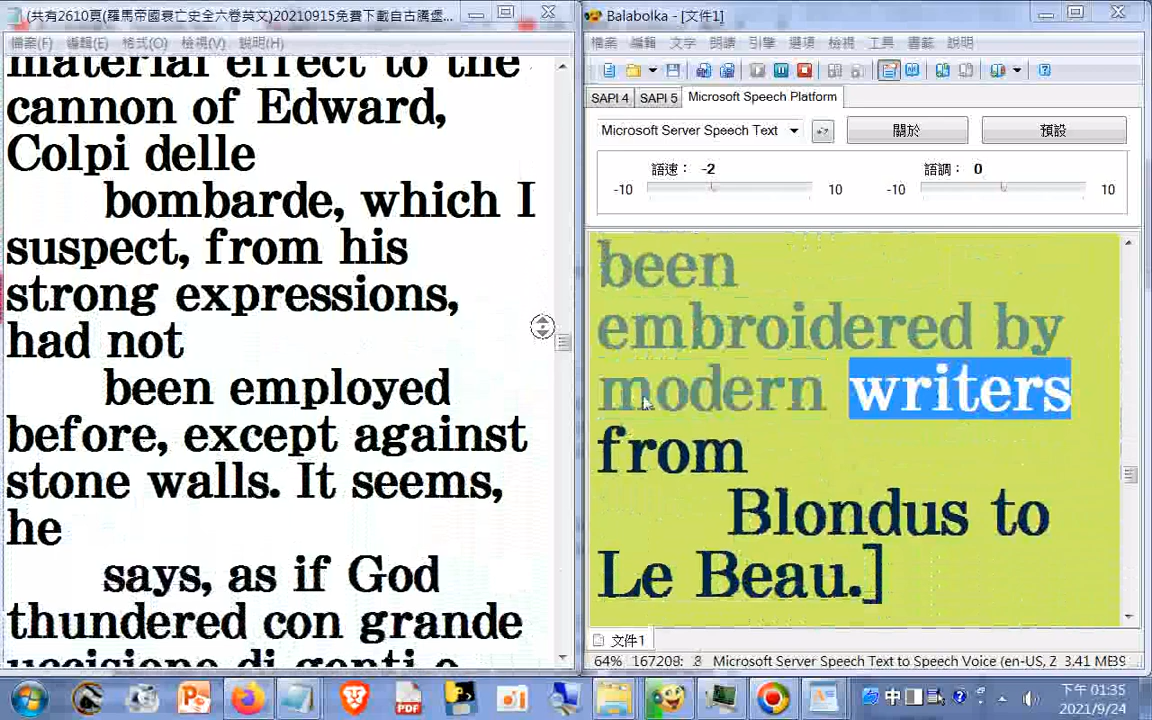 (共有2610頁(羅馬帝國衰亡史全六卷英文)20210915免費下載自古騰堡...
檔案(F) 編輯(E) 格式(O) 檢視(V) 說明(H)
material effect to the
cannon of Edward,
Colpi delle
bombarde, which I
suspect, from his
strong expressions,
had not
been employed
before, except against
stone walls. It seems,
he
says, as if God
thundered con grande
uccisione di genti e
Balabolka - [文件1]
檔案 編輯 文字 朗讀 引擎 選項 檢視 工具 書籤 說明
SAPI 4 SAPI 5 Microsoft Speech Platform
Microsoft Server Speech Text 關於 預設
語速: -2 語調: 0
-10 10 -10 10
been
embroidered by
modern writers
from
Blondus to
Le Beau.]
文件1
64% 167208: Microsoft Server Speech Text to Speech Voice (en-US, Z 3.41 MB
中 下午 01:35
2021/9/24